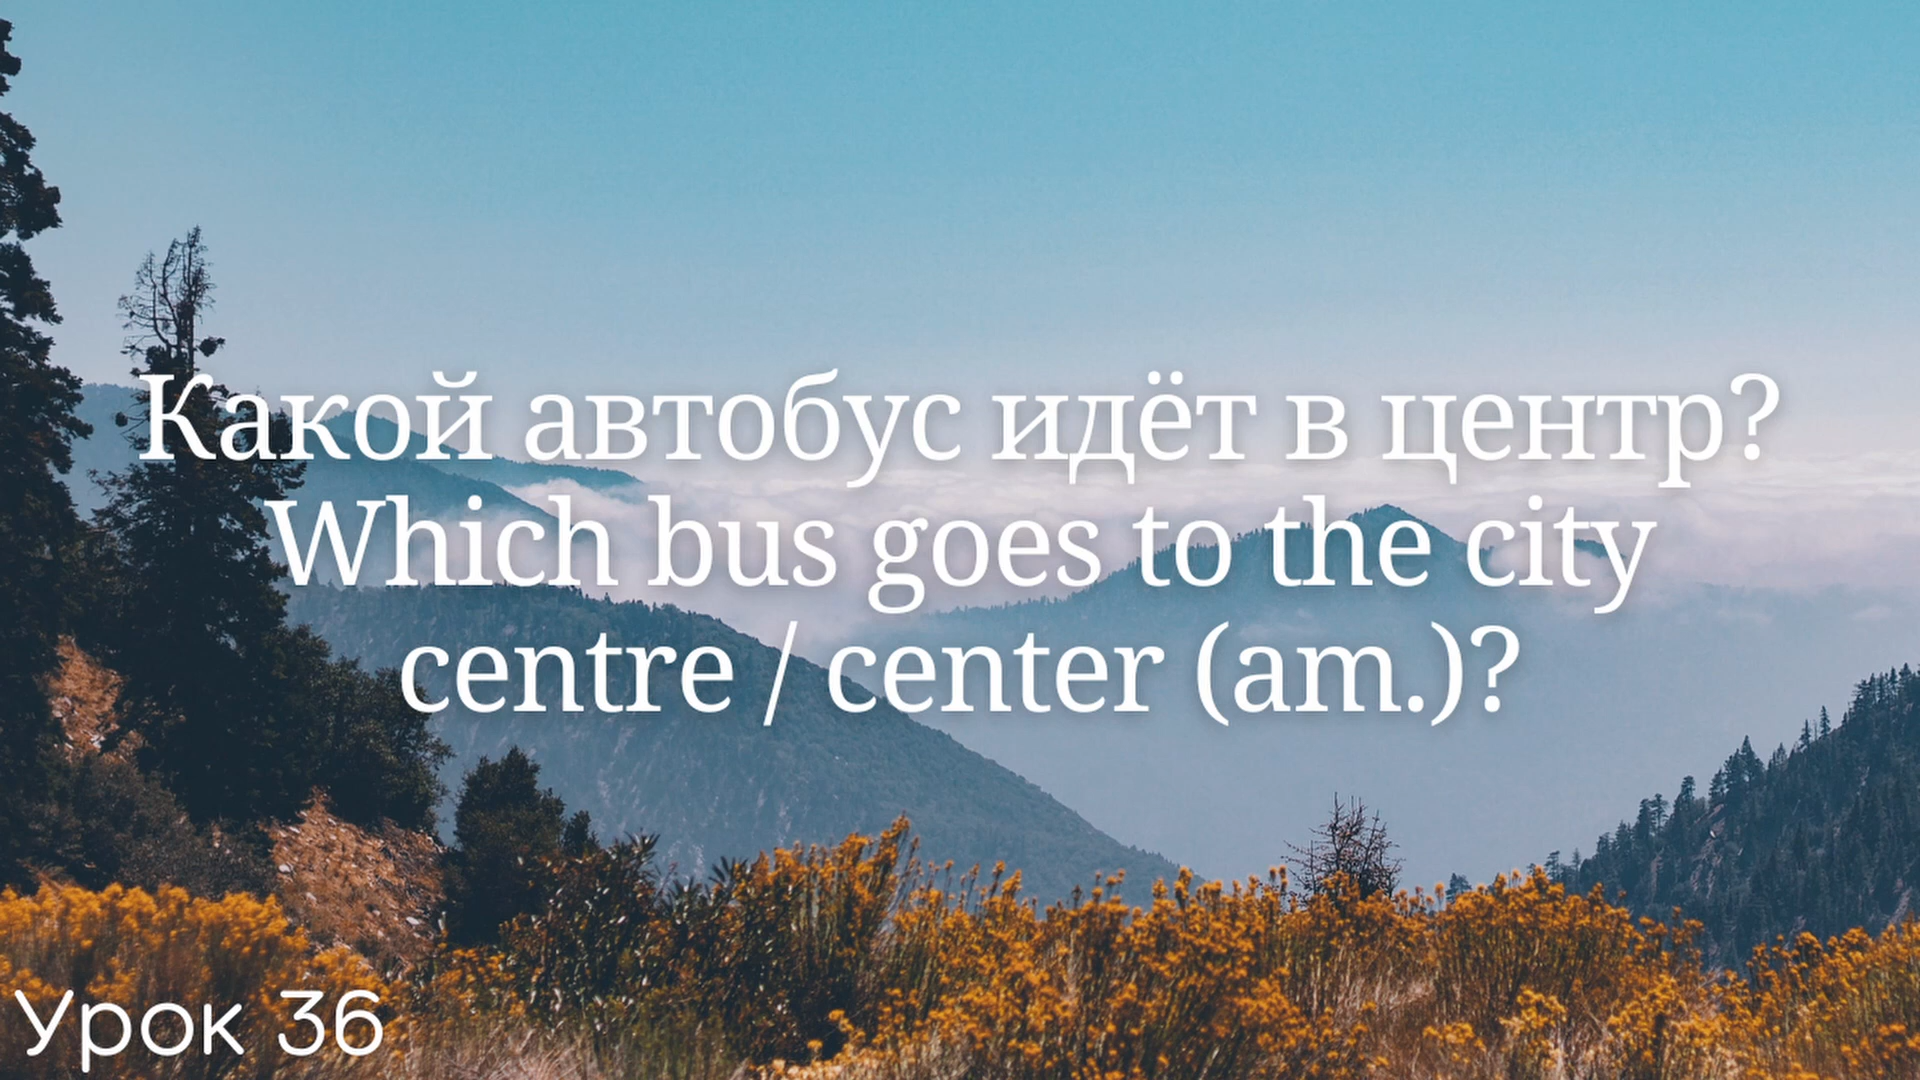 Какой автобус идёт в центр?
Which bus goes to the city
centre / center (am.)?
Урок 36